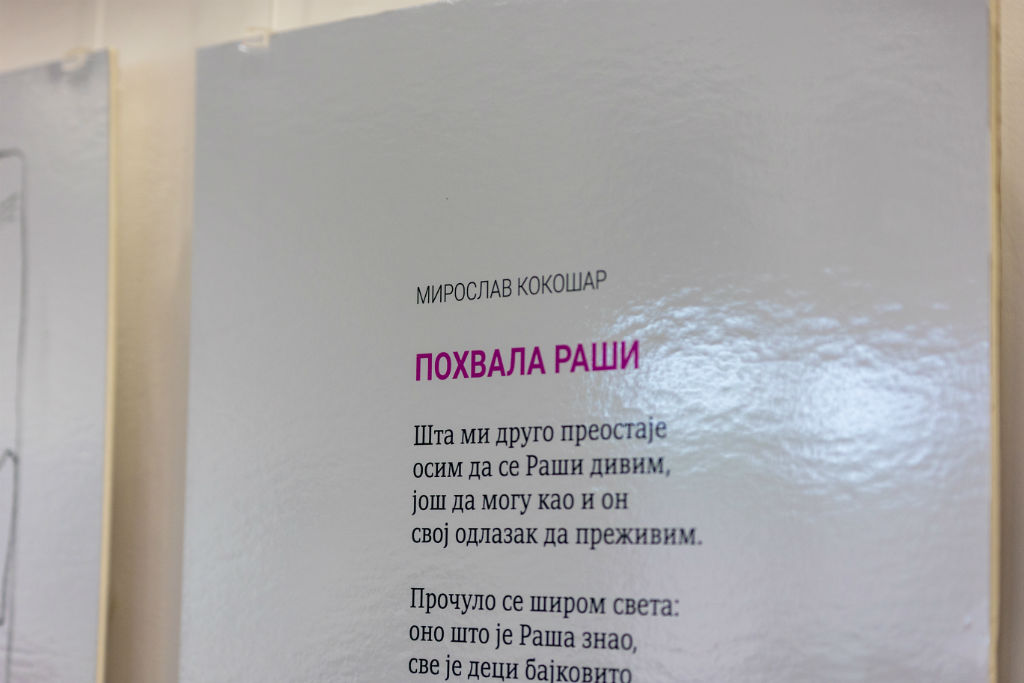 МИРОСЛАВ КОКОШАР
ПОХВАЛА РАШИ
Шта ми друго преостаје
осим да се Раши дивим,
још да могу као и он
свој одлазак да преживим.
Прочуло се широм света:
оно што је Раша знао,
све је деци бајковито